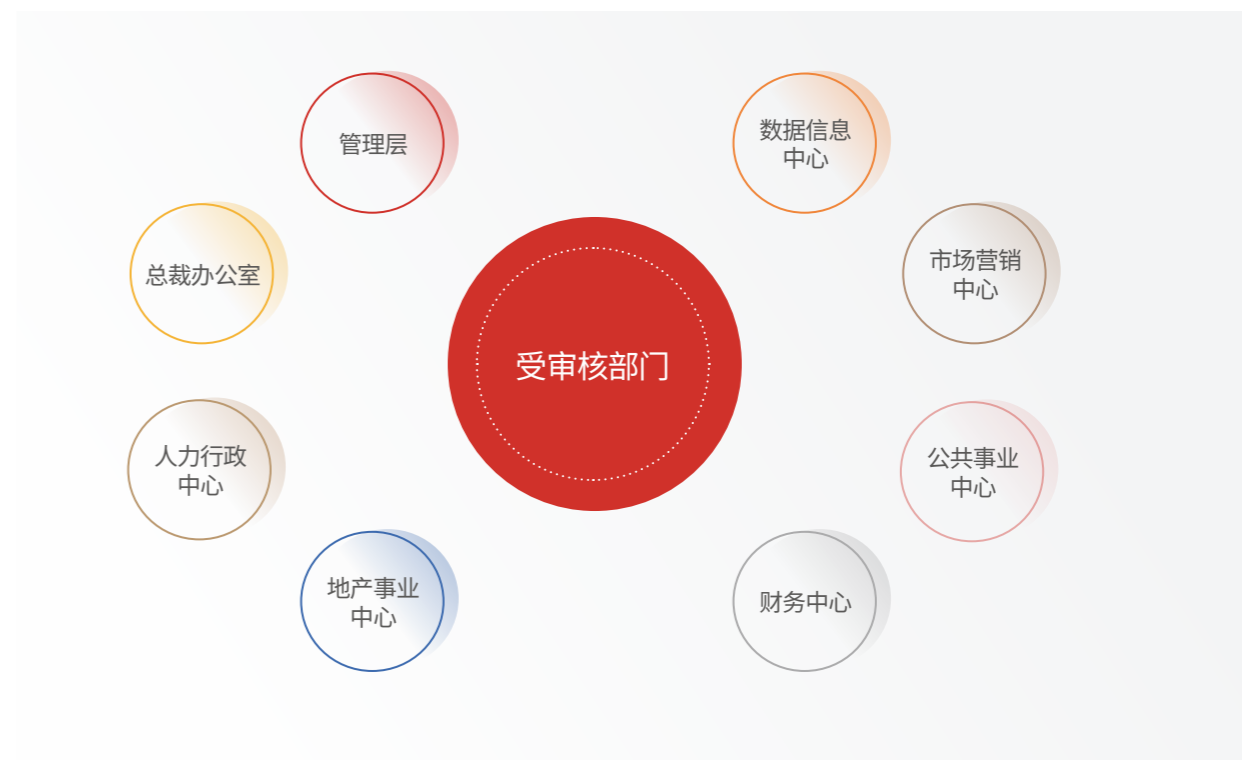 管理层
数据信息
中心
总裁办公室
市场营销
中心
受审核部门
人力行政
中心
公共事业
中心
地产事业
中心
财务中心